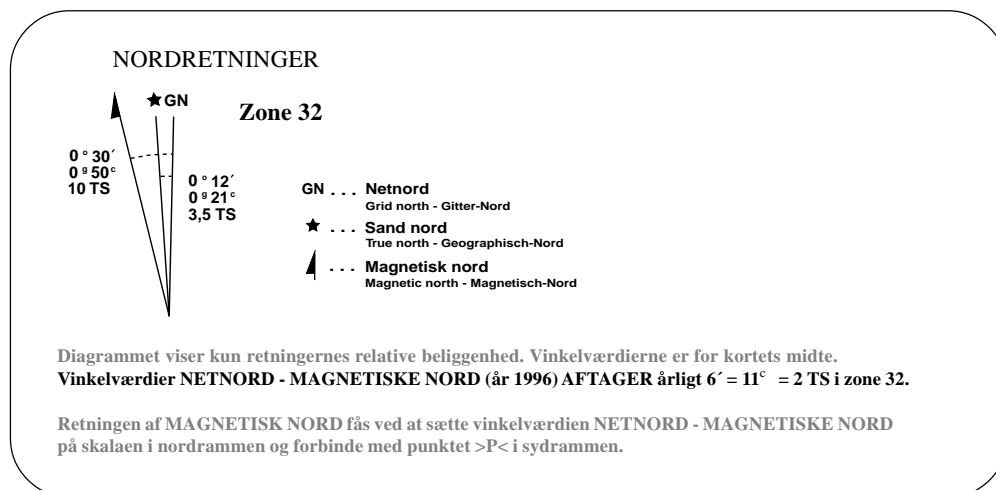 NORDRETNINGER
★ GN
Zone 32
0 ° 30´
0 ᵍ 50ᶜ
10 TS
0 ° 12´
0 ᵍ 21ᶜ
3,5 TS
GN . . . Netnord
Grid north - Gitter-Nord
★ . . . Sand nord
True north - Geographisch-Nord
. . . Magnetisk nord
Magnetic north - Magnetisch-Nord
Diagrammet viser kun retningernes relative beliggenhed. Vinkelværdierne er for kortets midte.
Vinkelværdier NETNORD - MAGNETISKE NORD (år 1996) AFTAGER årligt 6´ = 11ᶜ = 2 TS i zone 32.
Retningen af MAGNETISK NORD fås ved at sætte vinkelværdien NETNORD - MAGNETISKE NORD
på skalaen i nordrammen og forbinde med punktet >P< i sydrammen.